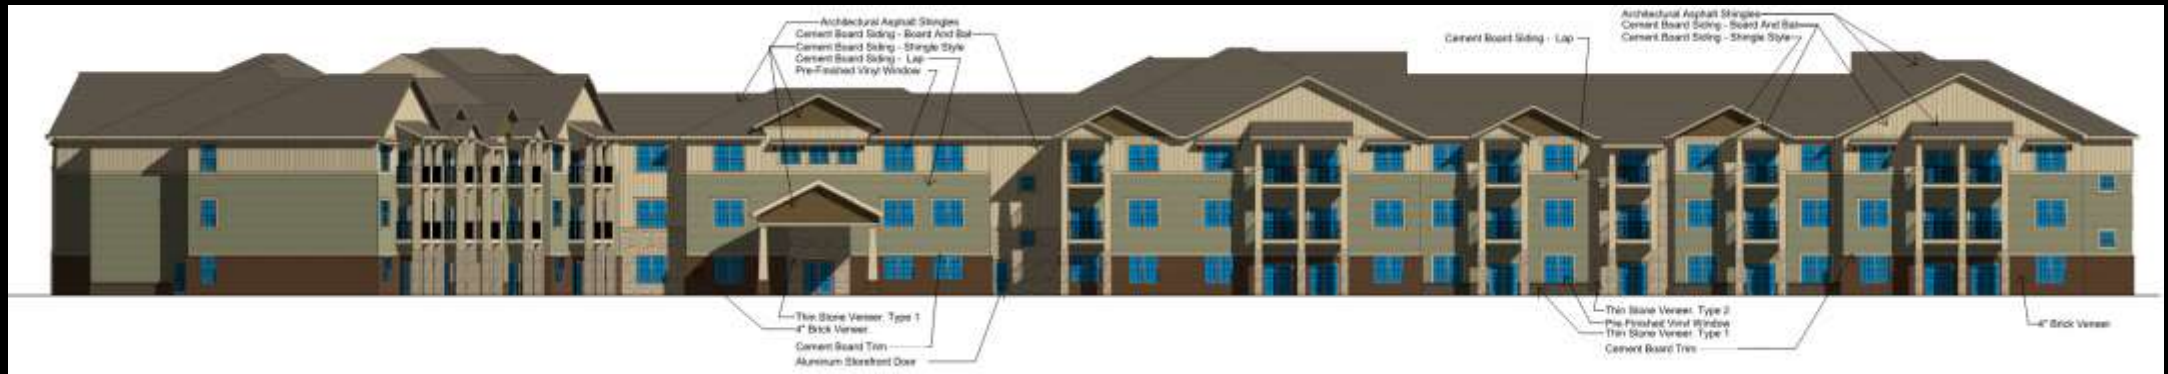 Architectural Asphalt Shingles
Cement Board Siding - Board And Bat
Cement Board Siding - Shingle Style
Cement Board Siding - Lap
Pre-Finished Vinyl Window
Cement Board Siding - Lap
Architectural Asphalt Shingles
Cement Board Siding - Board And Bat
Cement Board Siding - Shingle Style
Thin Stone Veneer. Type 1
4" Brick Veneer
Cement Board Trim
Aluminum Storefront Door
Thin Stone Veneer. Type 2
Pre-Finished Vinyl Window
Thin Stone Veneer. Type 1
Cement Board Trim
4" Brick Veneer